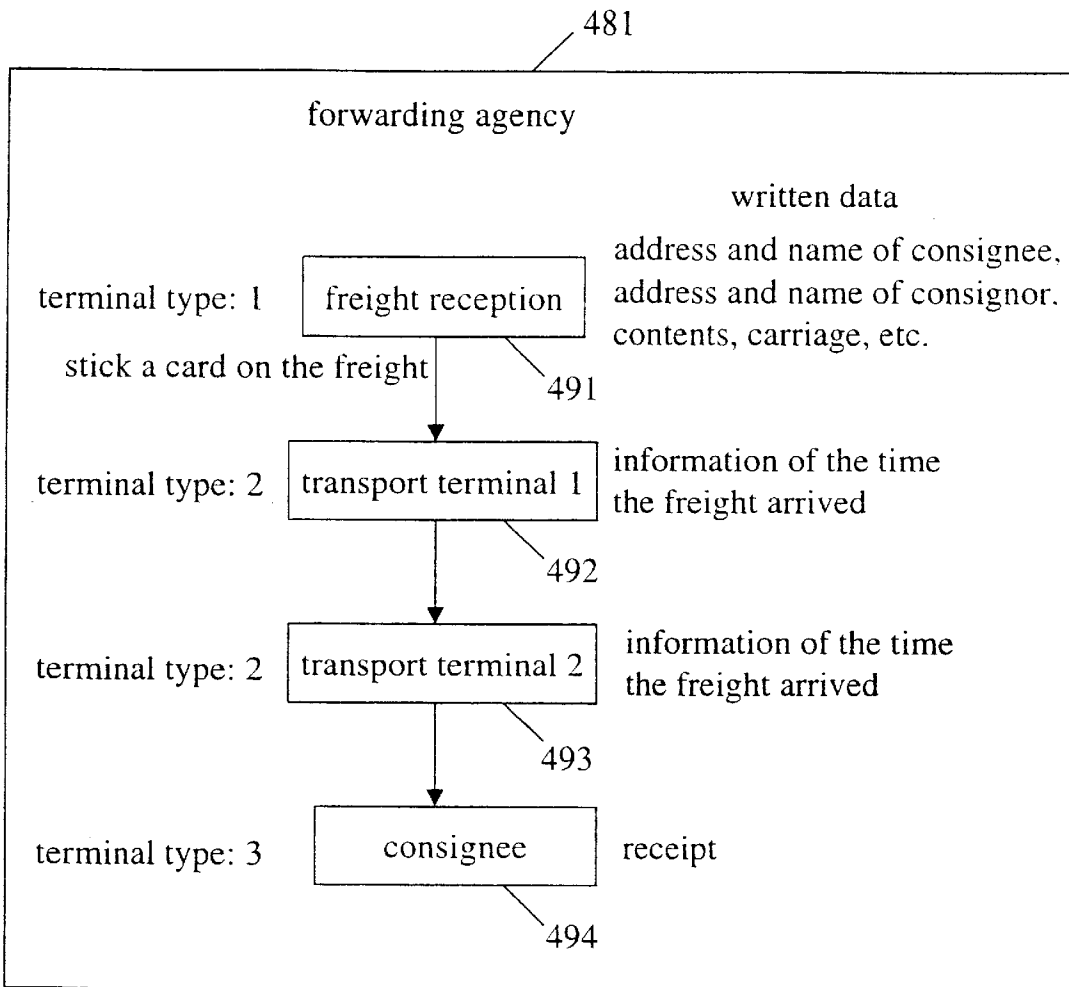 481
forwarding agency
written data
address and name of consignee,
terminal type: 1
freight reception
address and name of consignor.
contents, carriage, etc.
stick a card on the freight
491
terminal type: 2
transport terminal 1
information of the time
the freight arrived
492
terminal type: 2
transport terminal 2
information of the time
the freight arrived
493
terminal type: 3
consignee
receipt
494